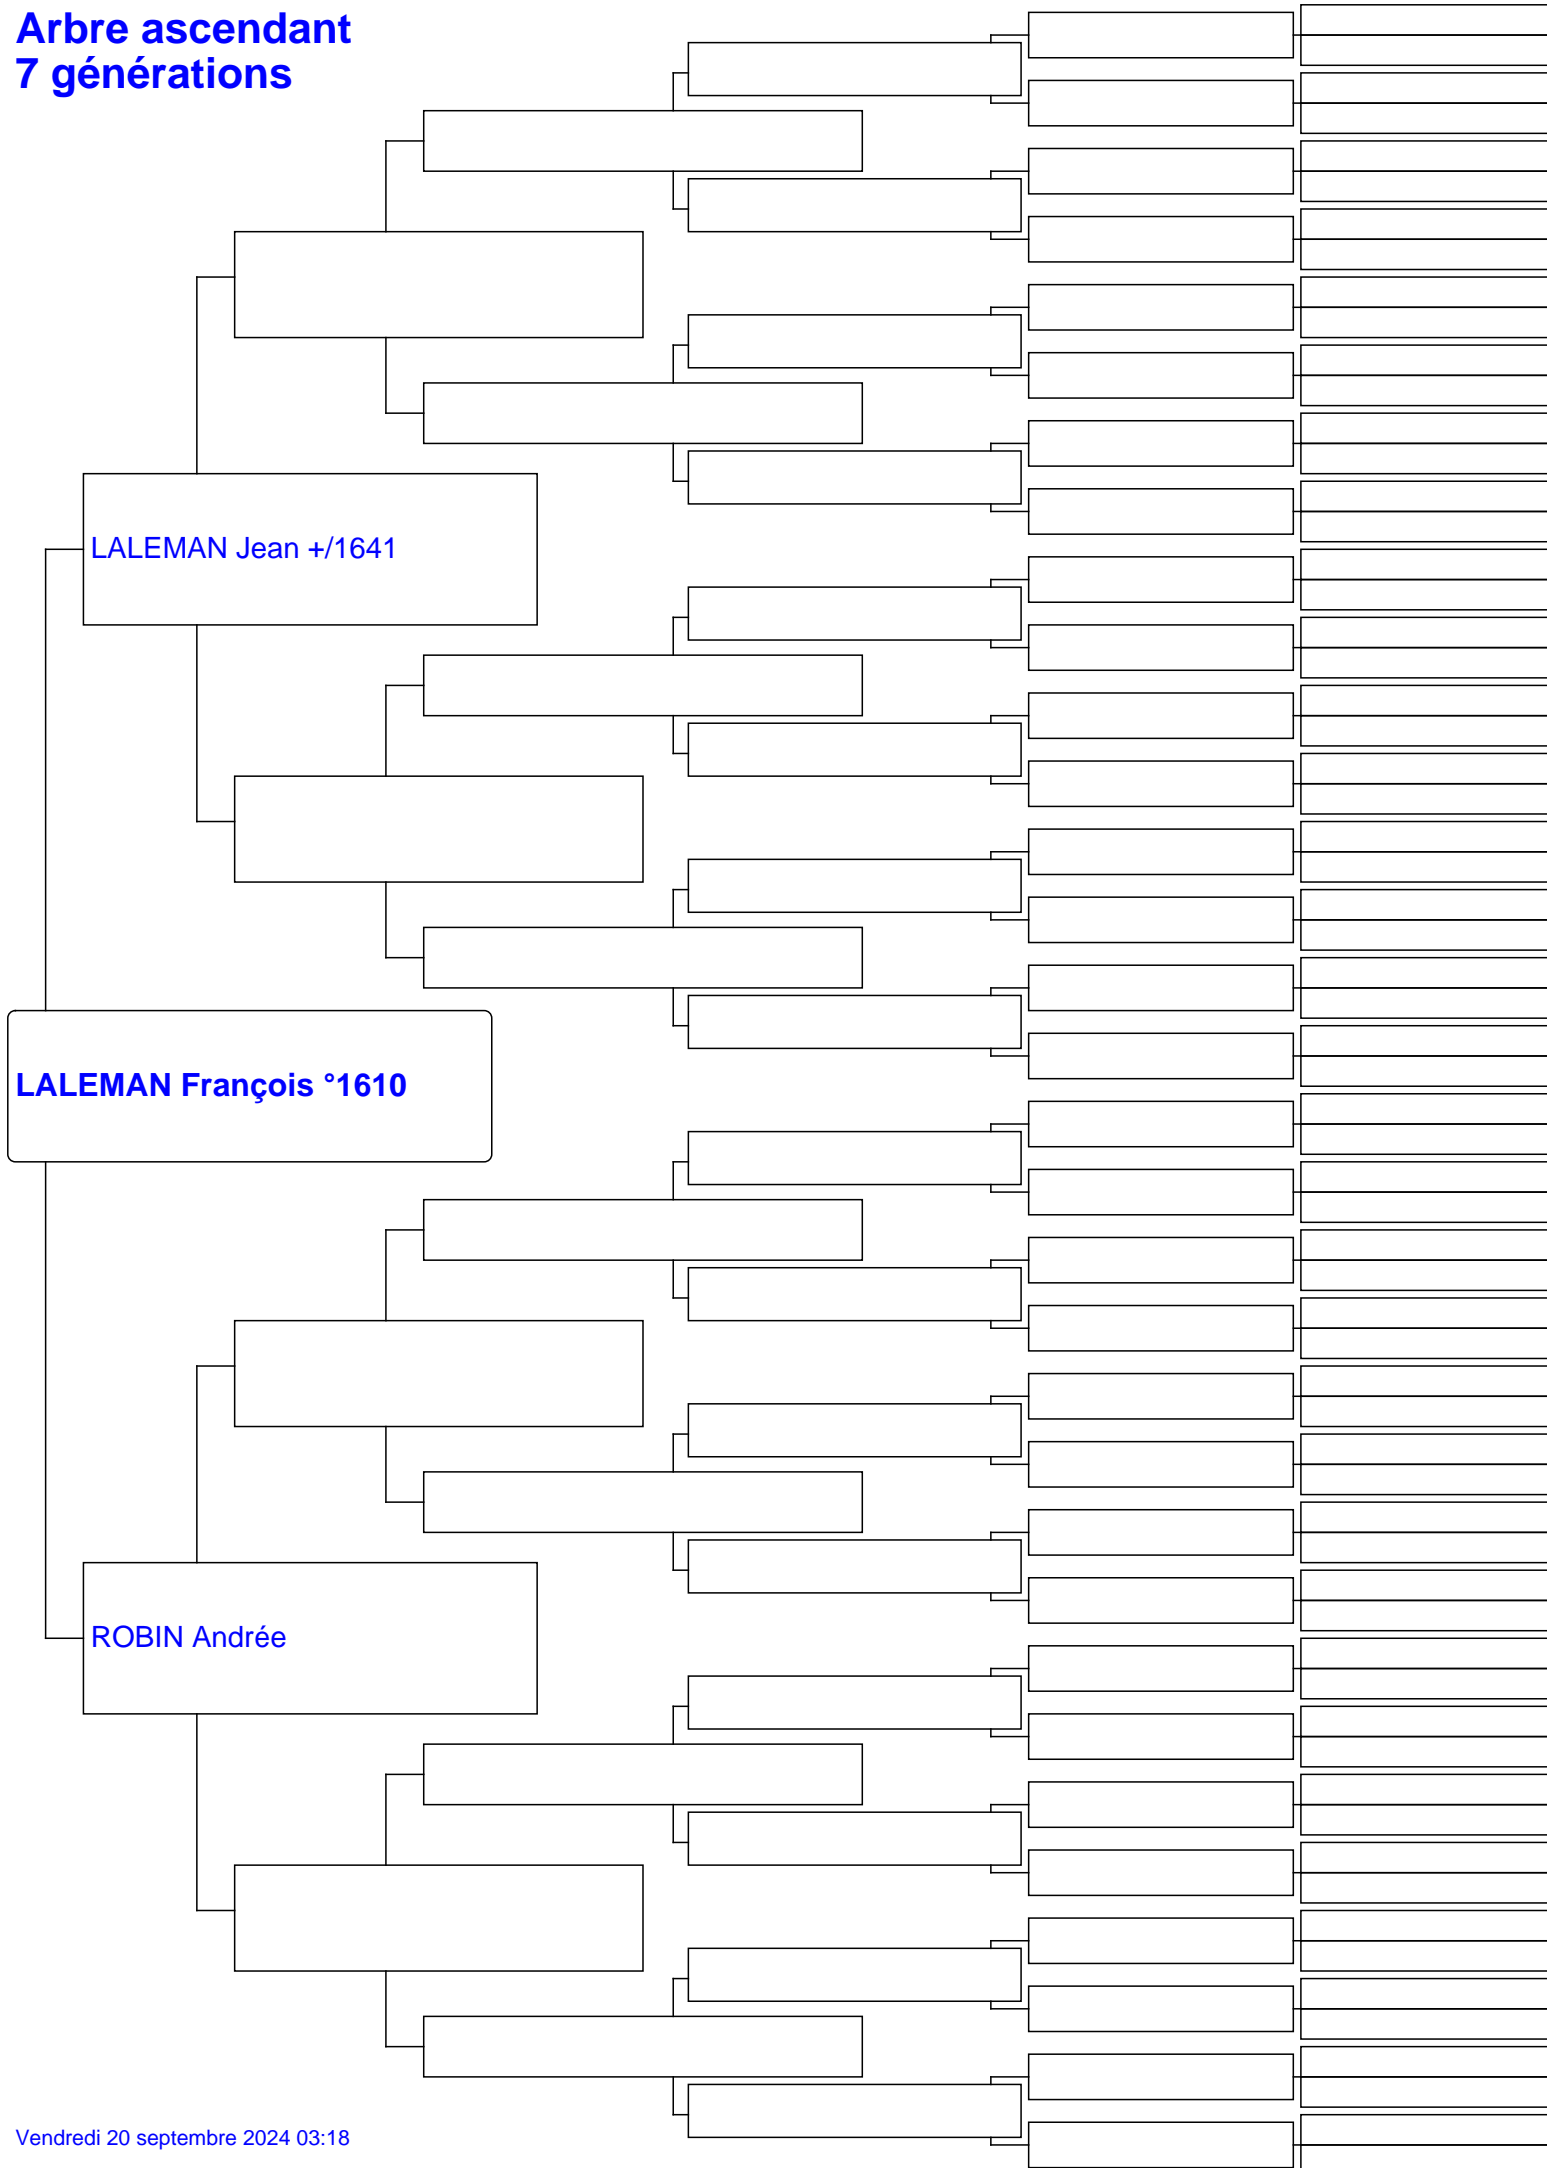 Arbre ascendant
7 générations
LALEMAN Jean +/1641
LALEMAN François °1610
ROBIN Andrée
Vendredi 20 septembre 2024 03:18